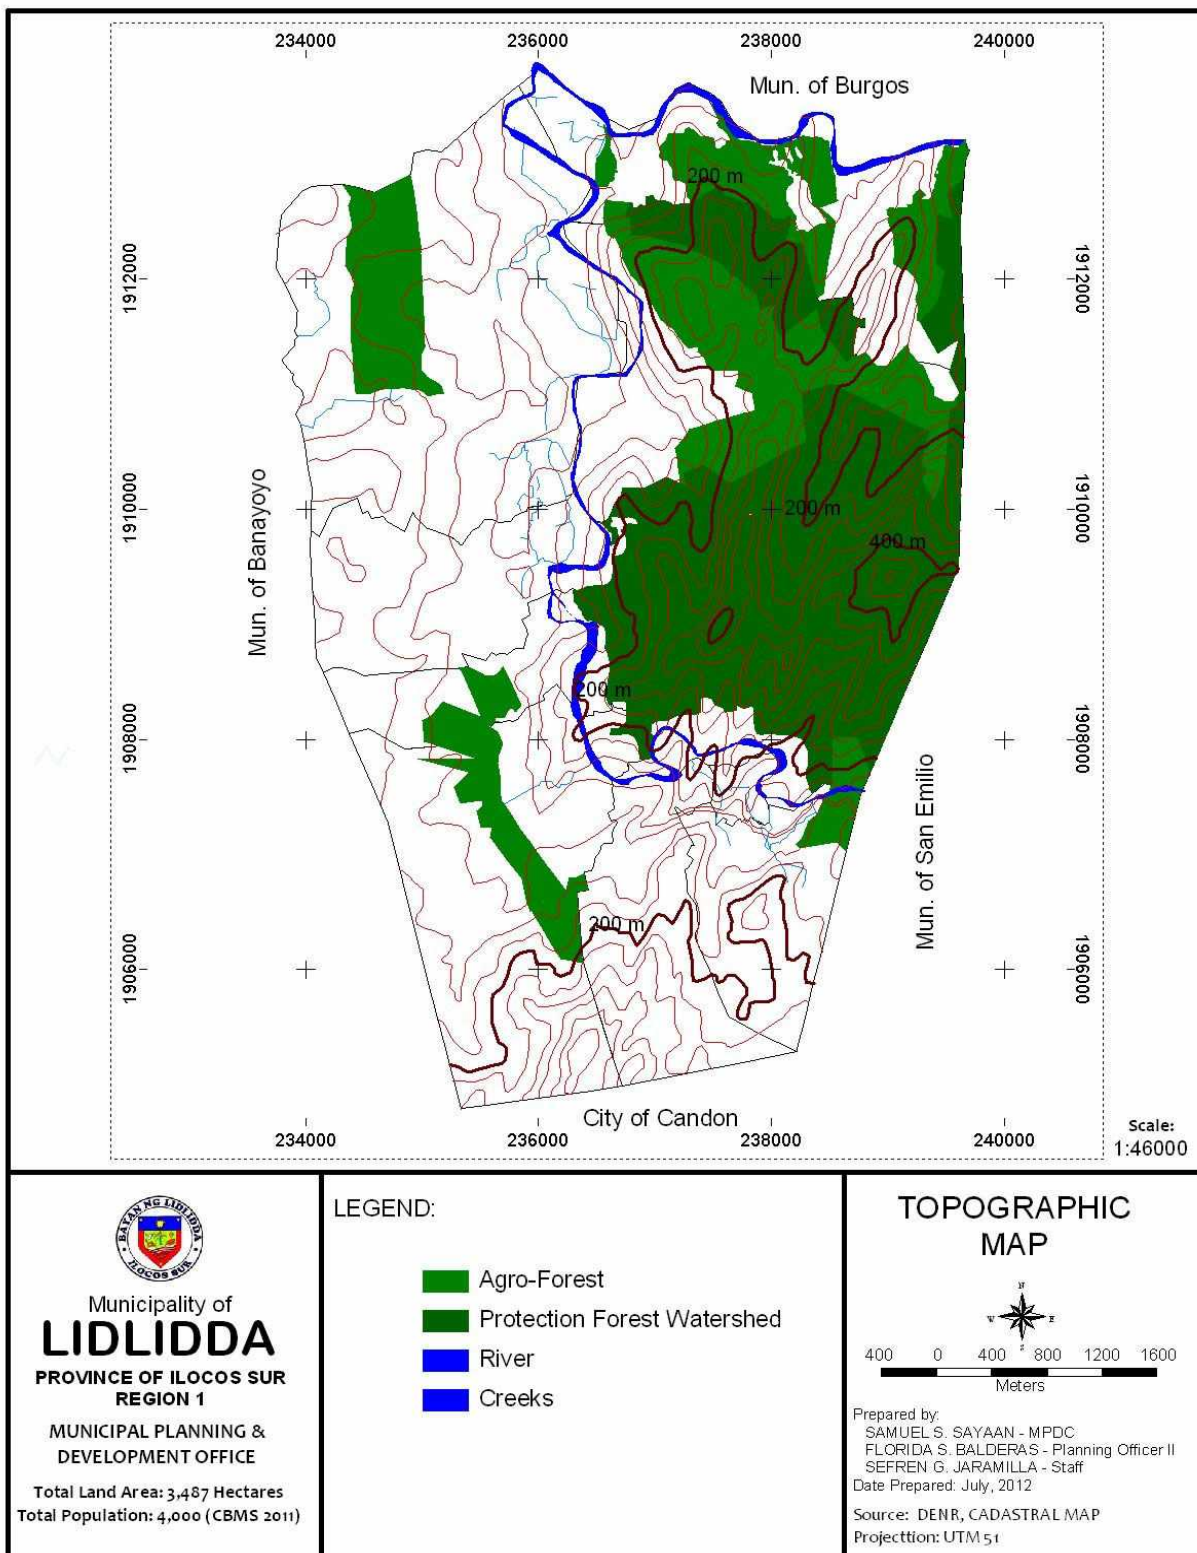 234000 236000 238000 240000
Mun. of Burgos
200 m
1912000
1912000
1910000
1910000
200 m
400 m
Mun. of Banayoyo
200 m
1908000
1908000
Mun. of San Emilio
200 m
1906000
1906000
City of Candon
234000 236000 238000 240000
Scale:
1:46000
BAYAN NG LIDLIDDA
ILOCOS SUR
Municipality of
LIDLIDDA
PROVINCE OF ILOCOS SUR
REGION 1
MUNICIPAL PLANNING &
DEVELOPMENT OFFICE
Total Land Area: 3,487 Hectares
Total Population: 4,000 (CBMS 2011)
LEGEND:
Agro-Forest
Protection Forest Watershed
River
Creeks
TOPOGRAPHIC
MAP
N
W E
S
400 0 400 800 1200 1600
Meters
Prepared by:
SAMUEL S. SAYAAN - MPDC
FLORIDA S. BALDERAS - Planning Officer II
SEFREN G. JARAMILLA - Staff
Date Prepared: July, 2012
Source: DENR, CADASTRAL MAP
Projecttion: UTM 51